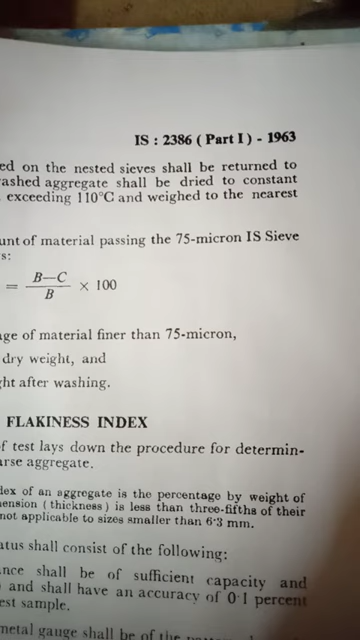 IS : 2386 ( Part I ) - 1963
ed on the nested sieves shall be returned to
ashed aggregate shall be dried to constant
exceeding 110°C and weighed to the nearest
unt of material passing the 75-micron IS Sieve
s:
= B—C / B × 100
ge of material finer than 75-micron,
dry weight, and
ht after washing.
FLAKINESS INDEX
f test lays down the procedure for determin-
rse aggregate.
dex of an aggregate is the percentage by weight of
ension ( thickness ) is less than three-fifths of their
not applicable to sizes smaller than 6·3 mm.
atus shall consist of the following:
nce shall be of sufficient capacity and
and shall have an accuracy of 0·1 percent
est sample.
metal gauge shall be of the